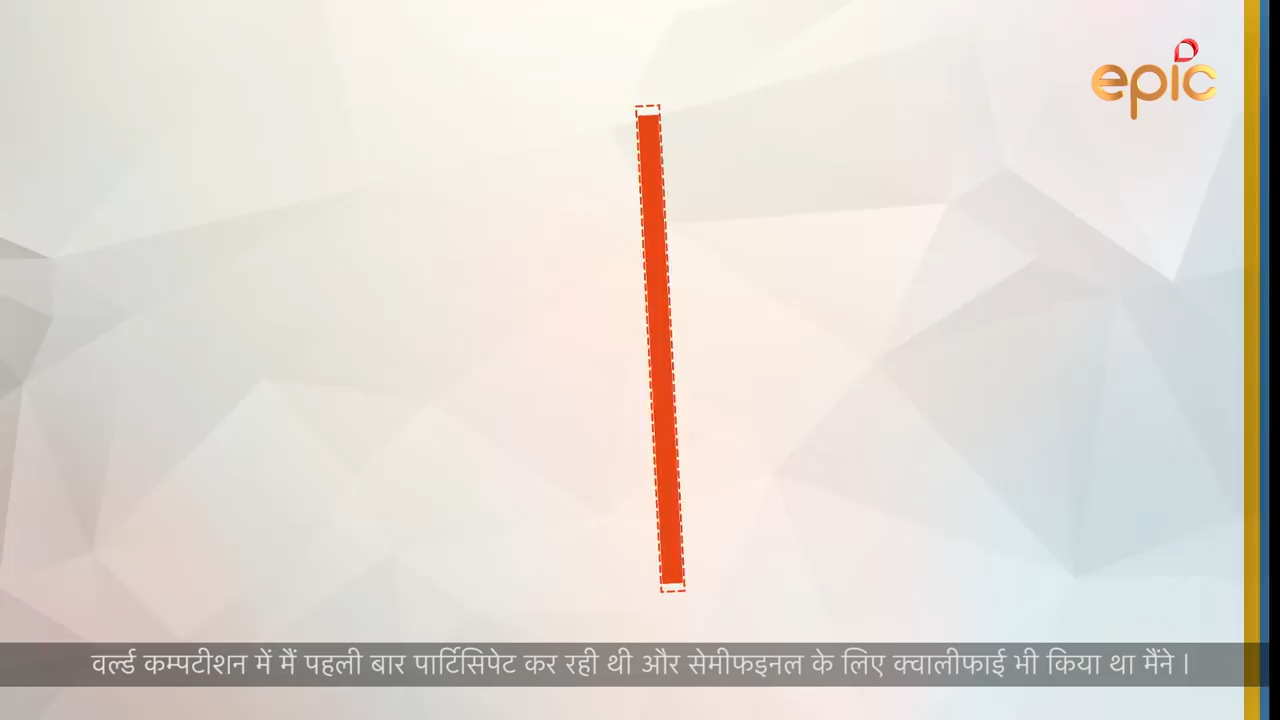 epic
वर्ल्ड कम्पटीशन में मैं पहली बार पार्टिसिपेट कर रही थी और सेमीफइनल के लिए क्वालीफाई भी किया था मैंने ।